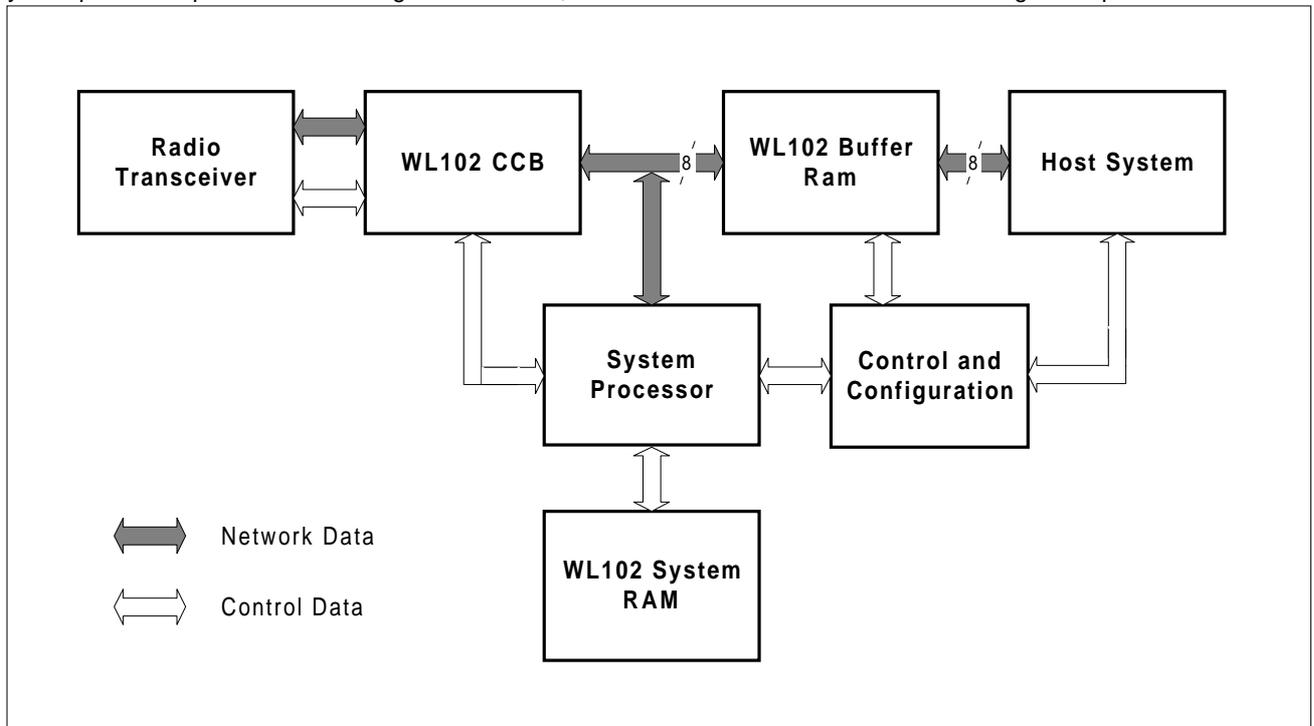 Radio
Transceiver
WL102 CCB
8
WL102 Buffer
Ram
8
Host System
System
Processor
Control and
Configuration
WL102 System
RAM
Network Data
Control Data